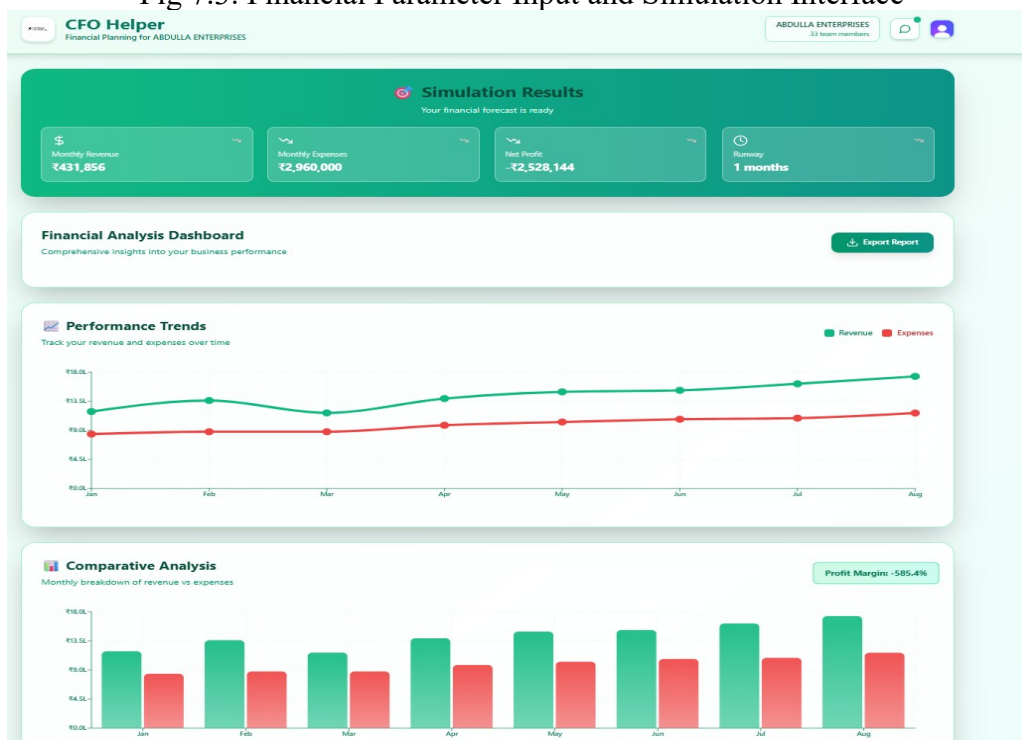 Fig 7.3: Financial Parameter Input and Simulation Interface
CFO Helper
Financial Planning for ABDULLA ENTERPRISES
ABDULLA ENTERPRISES
33 team members
Simulation Results
Your financial forecast is ready
Monthly Revenue
₹431,856
Monthly Expenses
₹2,960,000
Net Profit
-₹2,528,144
Runway
1 months
Financial Analysis Dashboard
Comprehensive insights into your business performance
Export Report
Performance Trends
Track your revenue and expenses over time
Revenue Expenses
₹18.0L
₹13.5L
₹9.0L
₹4.5L
₹0.0L
Jan Feb Mar Apr May Jun Jul Aug
Comparative Analysis
Monthly breakdown of revenue vs expenses
Profit Margin: -585.4%
₹18.0L
₹13.5L
₹9.0L
₹4.5L
₹0.0L
Jan Feb Mar Apr May Jun Jul Aug